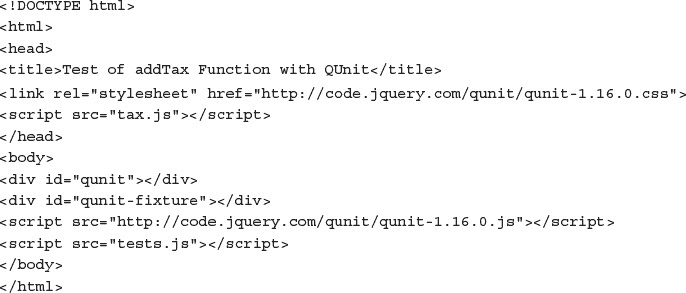 <!DOCTYPE html>
<html>
<head>
<title>Test of addTax Function with QUnit</title>
<link rel="stylesheet" href="http://code.jquery.com/qunit/qunit-1.16.0.css">
<script src="tax.js"></script>
</head>
<body>
<div id="qunit"></div>
<div id="qunit-fixture"></div>
<script src="http://code.jquery.com/qunit/qunit-1.16.0.js"></script>
<script src="tests.js"></script>
</body>
</html>